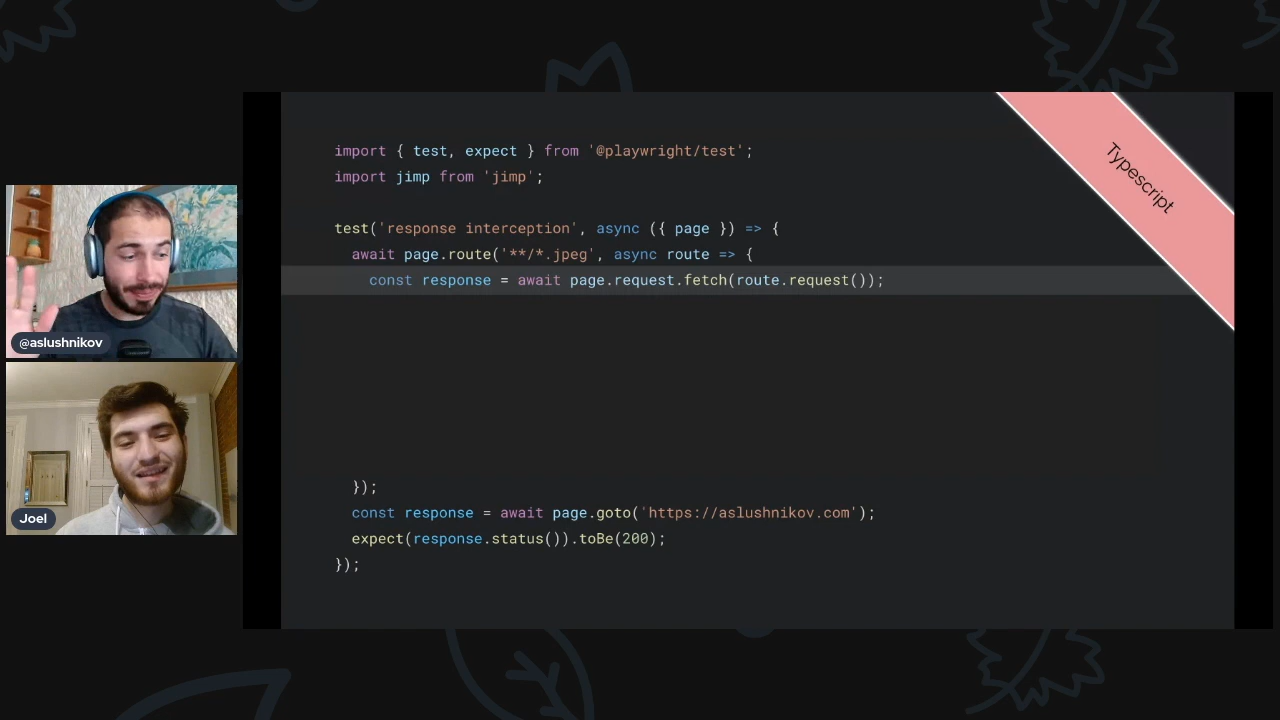 import { test, expect } from '@playwright/test';
import jimp from 'jimp';
test('response interception', async ({ page }) => {
await page.route('**/*.jpeg', async route => {
const response = await page.request.fetch(route.request());
});
const response = await page.goto('https://aslushnikov.com');
expect(response.status()).toBe(200);
});
Typescript
@aslushnikov
Joel